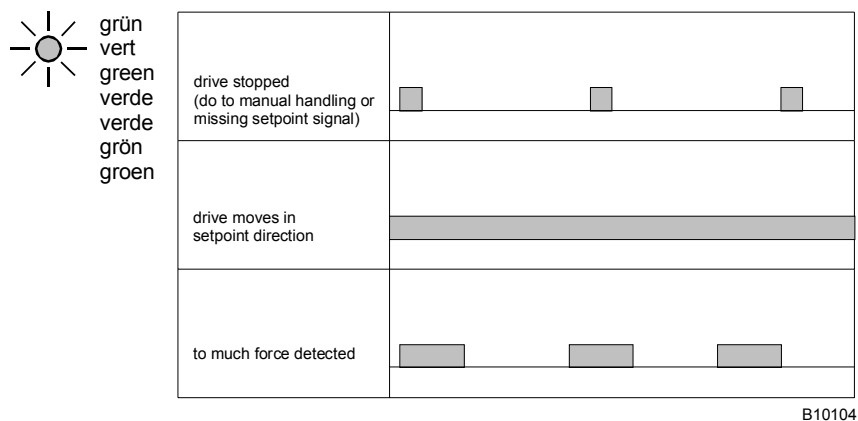 grün
vert
green
verde
verde
grön
groen
drive stopped
(do to manual handling or
missing setpoint signal)
drive moves in
setpoint direction
to much force detected
B10104